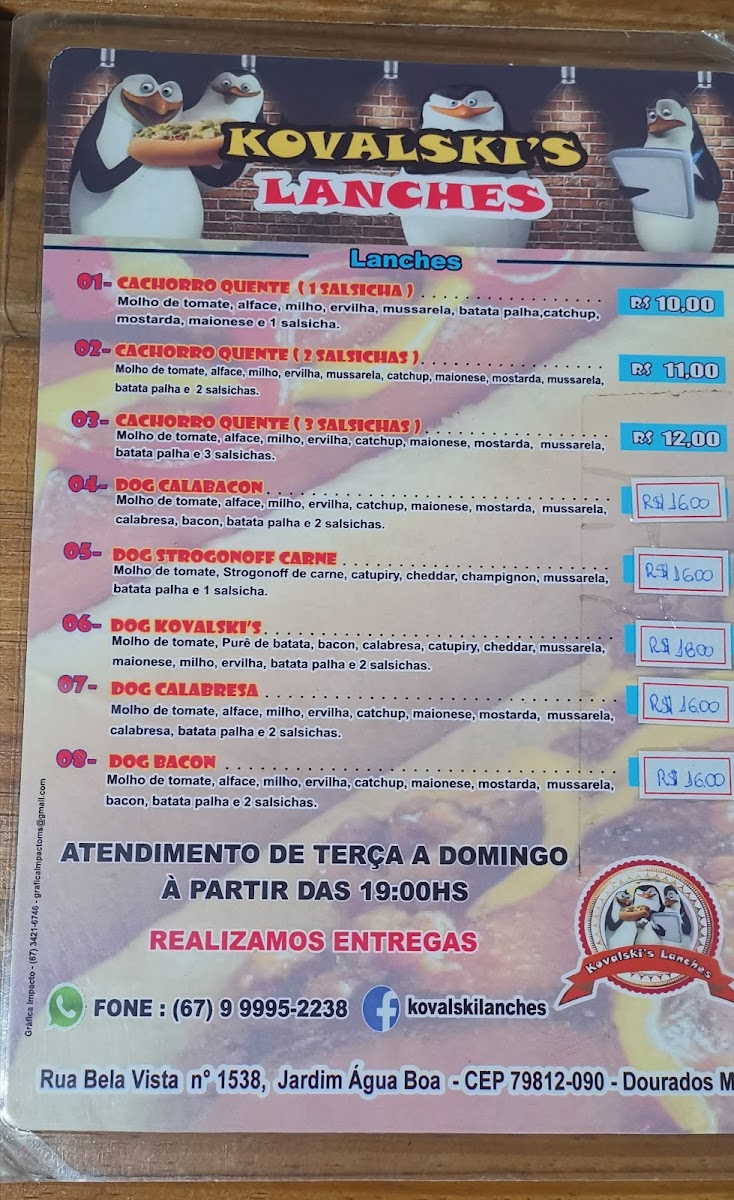 KOVALSKI'S
LANCHES
Lanches
01- CACHORRO QUENTE ( 1 SALSICHA ) R$ 10,00
Molho de tomate, alface, milho, ervilha, mussarela, batata palha,catchup,
mostarda, maionese e 1 salsicha.
02- CACHORRO QUENTE ( 2 SALSICHAS ) R$ 11,00
Molho de tomate, alface, milho, ervilha, mussarela, catchup, maionese, mostarda, mussarela,
batata palha e 2 salsichas.
03- CACHORRO QUENTE ( 3 SALSICHAS ) R$ 12,00
Molho de tomate, alface, milho, ervilha, catchup, maionese, mostarda, mussarela,
batata palha e 3 salsichas.
04- DOG CALABACON R$ 16.00
Molho de tomate, alface, milho, ervilha, catchup, maionese, mostarda, mussarela,
calabresa, bacon, batata palha e 2 salsichas.
05- DOG STROGONOFF CARNE R$ 16.00
Molho de tomate, Strogonoff de carne, catupiry, cheddar, champignon, mussarela,
batata palha e 1 salsicha.
06- DOG KOVALSKI'S R$ 18.00
Molho de tomate, Purê de batata, bacon, calabresa, catupiry, cheddar, mussarela,
maionese, milho, ervilha, batata palha e 2 salsichas.
07- DOG CALABRESA R$ 16.00
Molho de tomate, alface, milho, ervilha, catchup, maionese, mostarda, mussarela,
calabresa, batata palha e 2 salsichas.
08- DOG BACON R$ 16.00
Molho de tomate, alface, milho, ervilha, catchup, maionese, mostarda, mussarela,
bacon, batata palha e 2 salsichas.
ATENDIMENTO DE TERÇA A DOMINGO
À PARTIR DAS 19:00HS
REALIZAMOS ENTREGAS
Kovalski's Lanches
FONE : (67) 9 9995-2238 kovalskilanches
Rua Bela Vista nº 1538, Jardim Água Boa - CEP 79812-090 - Dourados M
Gráfica Impacto - (67) 3421-6746 - graficaimpactoms@gmail.com